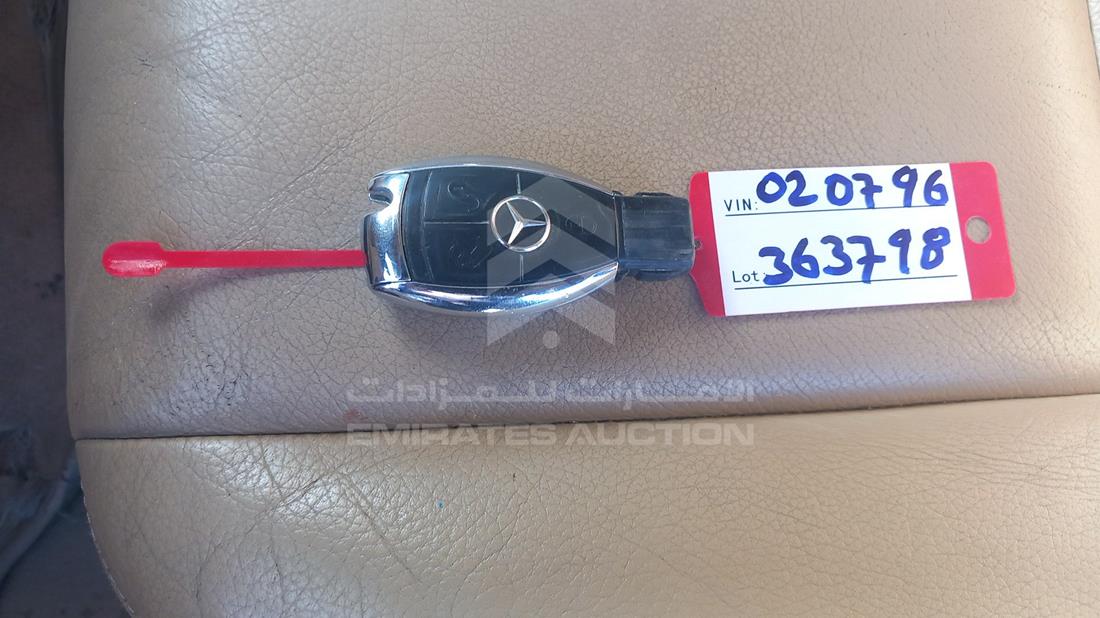 VIN: 020796
Lot: 363798
الامارات للمزادات
EMIRATES AUCTION